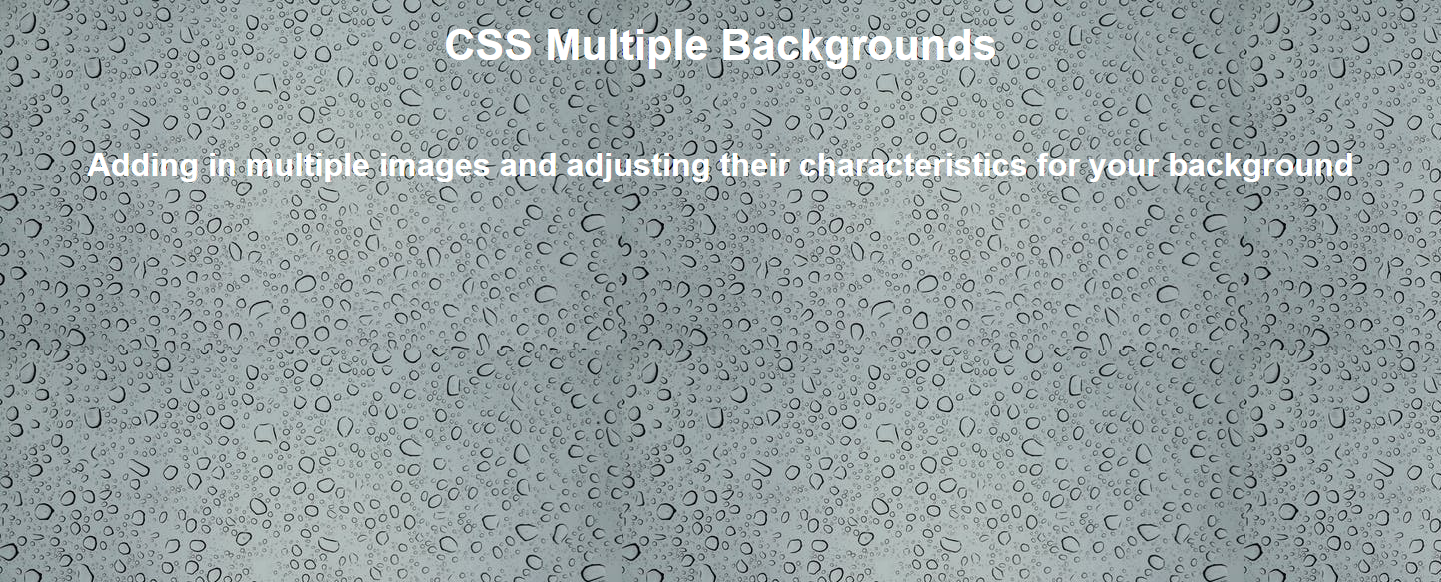 CSS Multiple Backgrounds
Adding in multiple images and adjusting their characteristics for your background